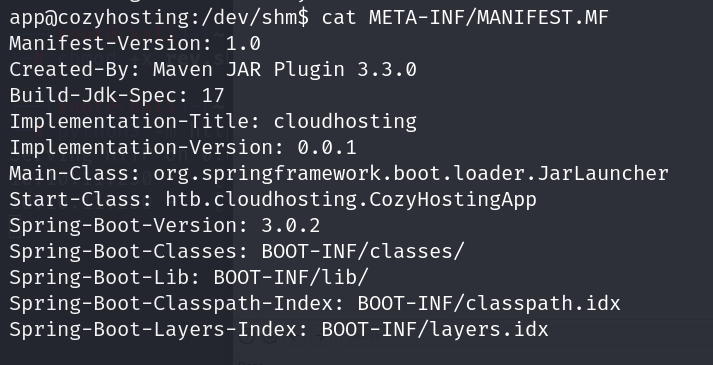 app@cozyhosting:/dev/shm$ cat META-INF/MANIFEST.MF
Manifest-Version: 1.0
Created-By: Maven JAR Plugin 3.3.0
Build-Jdk-Spec: 17
Implementation-Title: cloudhosting
Implementation-Version: 0.0.1
Main-Class: org.springframework.boot.loader.JarLauncher
Start-Class: htb.cloudhosting.CozyHostingApp
Spring-Boot-Version: 3.0.2
Spring-Boot-Classes: BOOT-INF/classes/
Spring-Boot-Lib: BOOT-INF/lib/
Spring-Boot-Classpath-Index: BOOT-INF/classpath.idx
Spring-Boot-Layers-Index: BOOT-INF/layers.idx